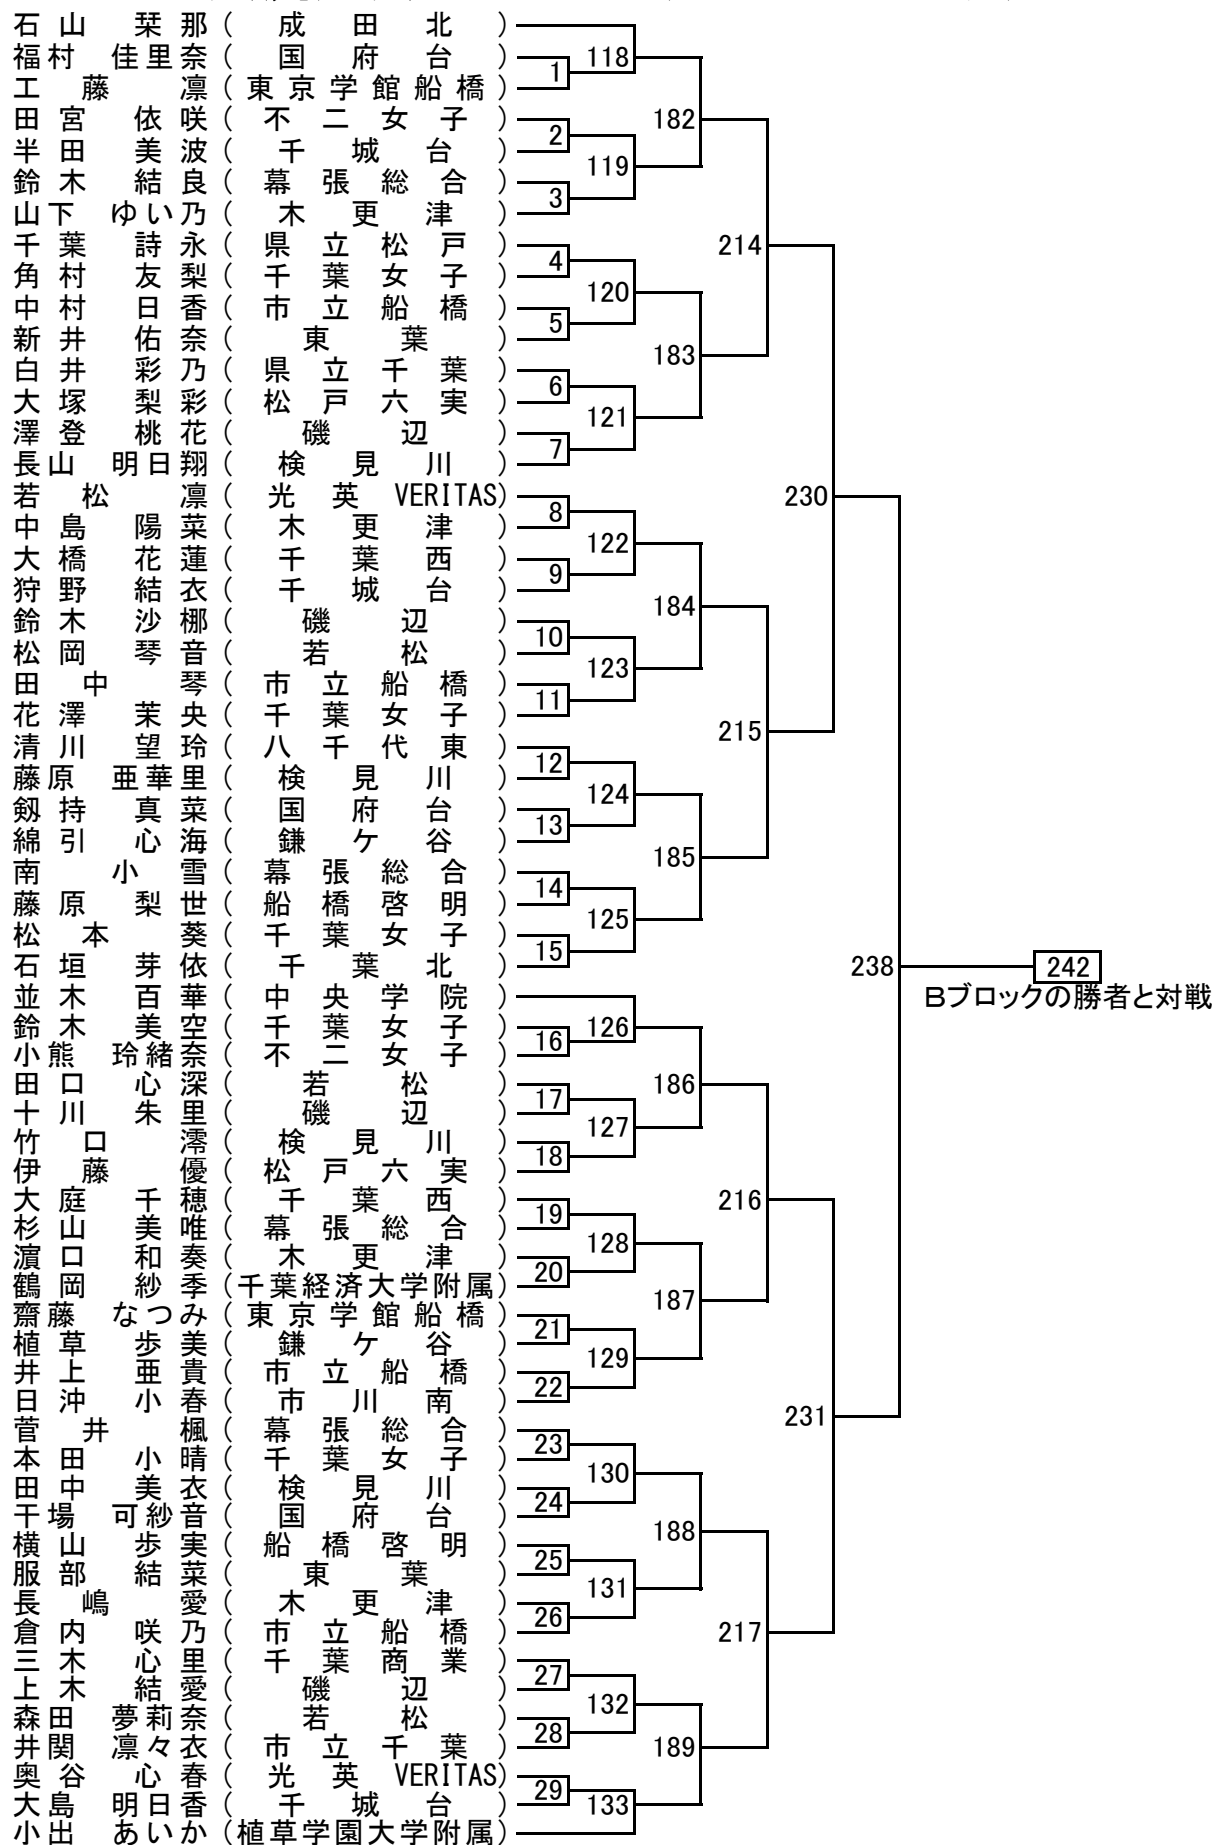 石山 栞那(成田北)
福村 佳里奈(国府台) 118
工藤 凛(東京学館船橋) 1
田宮 依咲(不二女子) 182
半田 美波(千城台) 2
鈴木 結良(幕張総合) 119
山下 ゆい乃(木更津) 3
千葉 詩永(県立松戸) 214
角村 友梨(千葉女子) 4
中村 日香(市立船橋) 120
新井 佑奈(東葉) 5
白井 彩乃(県立千葉) 183
大塚 梨彩(松戸六実) 6
澤登 桃花(磯辺) 121
長山 明日翔(検見川) 7
若松 凛(光英 VERITAS) 230
中島 陽菜(木更津) 8
大橋 花蓮(千葉西) 122
狩野 結衣(千城台) 9
鈴木 沙梛(磯辺) 184
松岡 琴音(若松) 10
田中 琴(市立船橋) 123
花澤 茉央(千葉女子) 11
清川 望玲(八千代東) 215
藤原 亜華里(検見川) 12
剱持 真菜(国府台) 124
綿引 心海(鎌ケ谷) 13
南 小雪(幕張総合) 185
藤原 梨世(船橋啓明) 14
松本 葵(千葉女子) 125
石垣 芽依(千葉北) 15
238 242
並木 百華(中央学院) Bブロックの勝者と対戦
鈴木 美空(千葉女子) 126
小熊 玲緒奈(不二女子) 16
田口 心深(若松) 186
十川 朱里(磯辺) 17
竹口 澪(検見川) 127
伊藤 優(松戸六実) 18
大庭 千穂(千葉西) 216
杉山 美唯(幕張総合) 19
濵口 和奏(木更津) 128
鶴岡 紗季(千葉経済大学附属) 20
齋藤 なつみ(東京学館船橋) 187
植草 歩美(鎌ケ谷) 21
井上 亜貴(市立船橋) 129
日沖 小春(市川南) 22
菅井 楓(幕張総合) 231
本田 小晴(千葉女子) 23
田中 美衣(検見川) 130
干場 可紗音(国府台) 24
横山 歩実(船橋啓明) 188
服部 結菜(東葉) 25
長嶋 愛(木更津) 131
倉内 咲乃(市立船橋) 26
三木 心里(千葉商業) 217
上木 結愛(磯辺) 27
森田 夢莉奈(若松) 132
井関 凛々衣(市立千葉) 28
189
奥谷 心春(光英 VERITAS)
大島 明日香(千城台) 29 133
小出 あいか(植草学園大学附属)